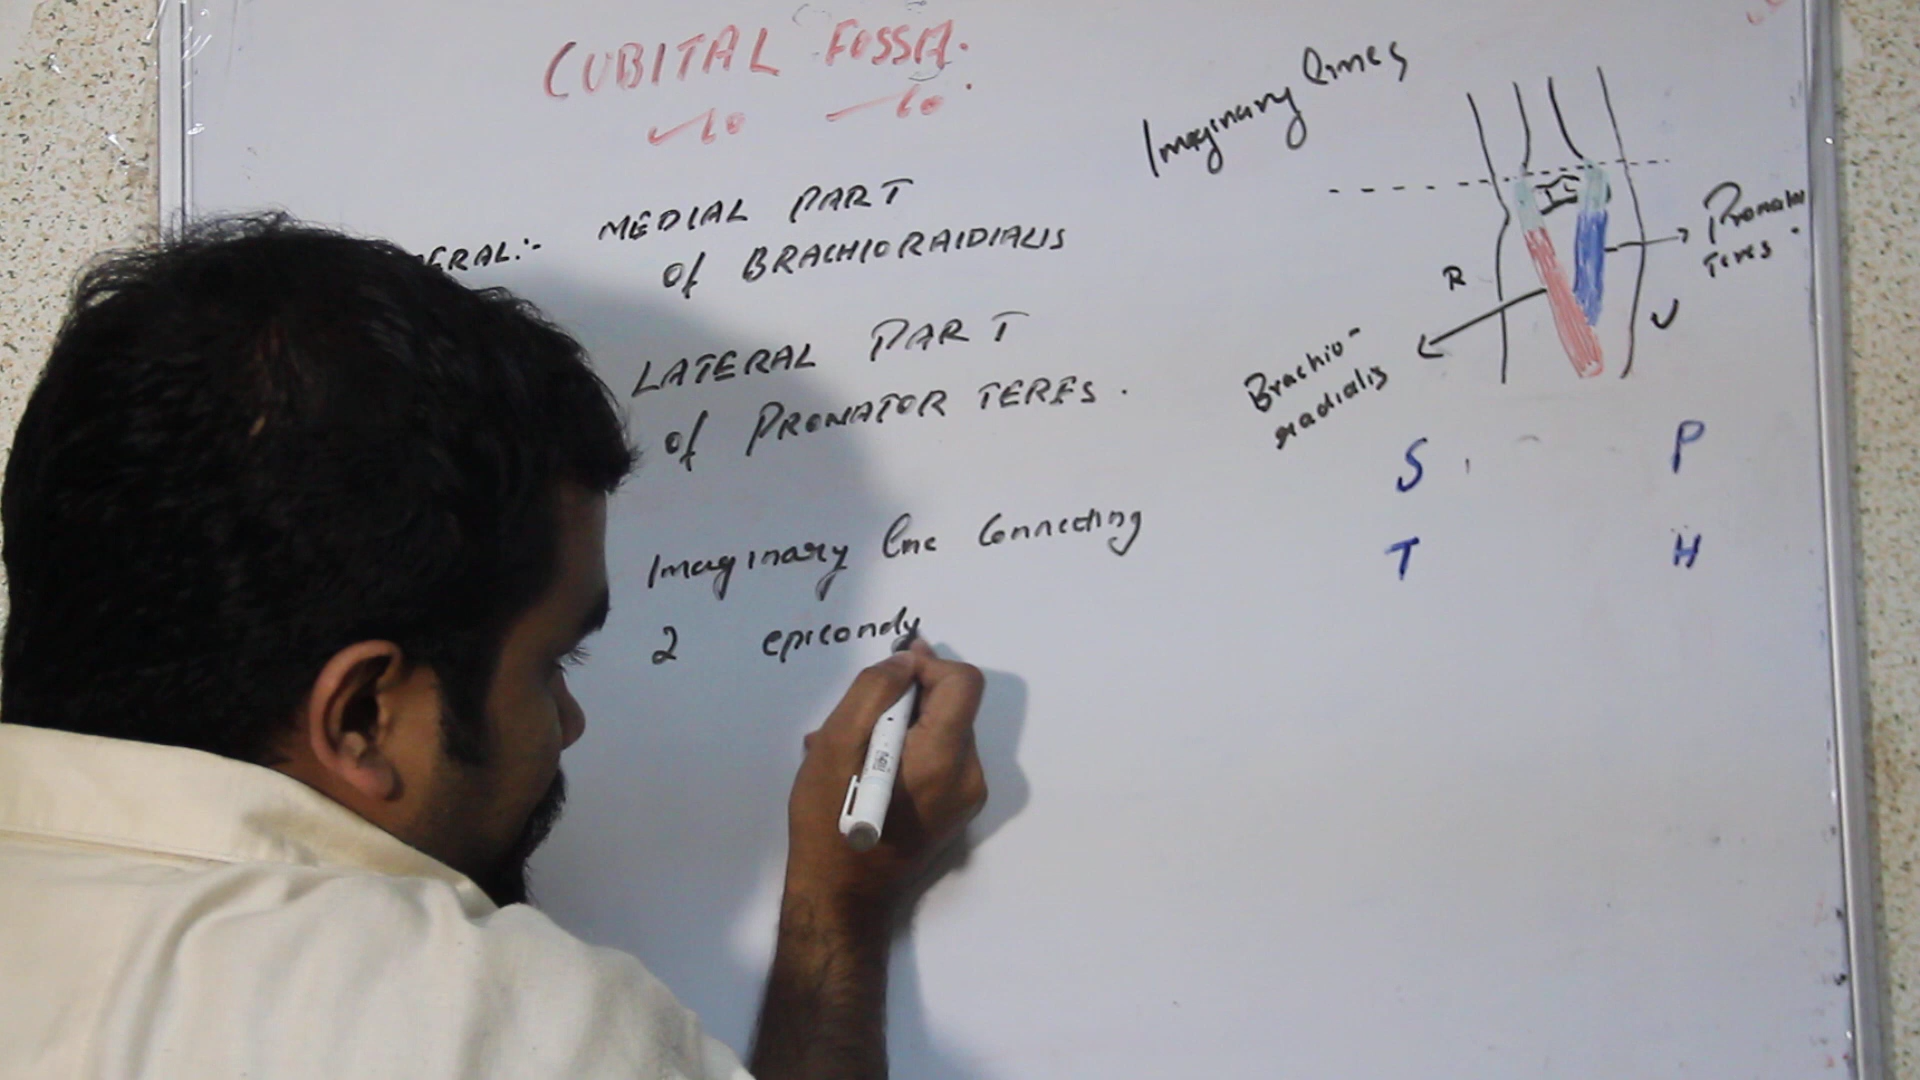 CUBITAL FOSSA.
ERAL:- MEDIAL PART
of BRACHIORAIDIALIS
LATERAL PART
of PRONATOR TERES.
Imaginary line Connecting
2 epicondy
Imaginary lines
Pronator
Teres.
R
U
Brachio-
radialis
S P
T H